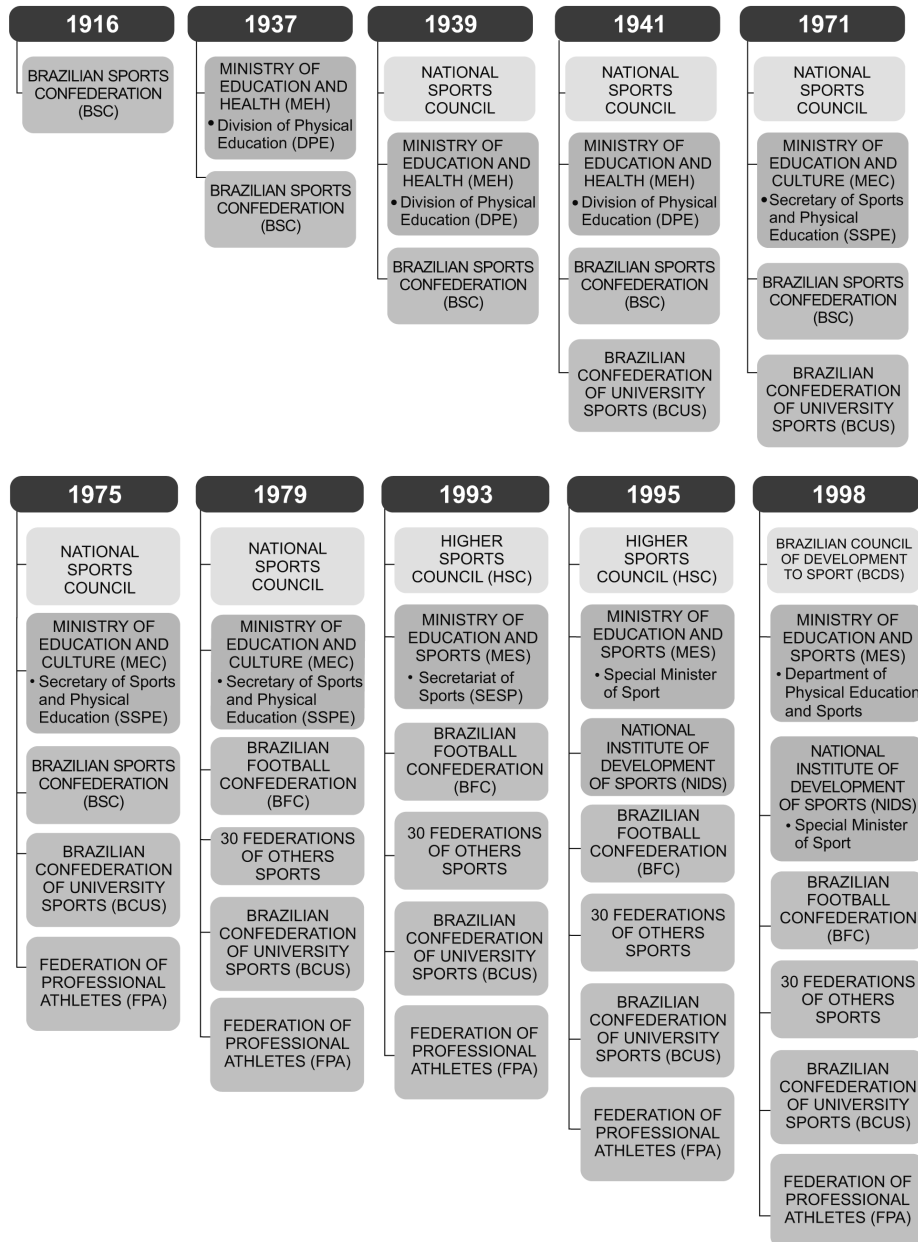 1916
BRAZILIAN SPORTS
CONFEDERATION
(BSC)
1937
MINISTRY OF
EDUCATION AND
HEALTH (MEH)
• Division of Physical
Education (DPE)
BRAZILIAN SPORTS
CONFEDERATION
(BSC)
1939
NATIONAL
SPORTS
COUNCIL
MINISTRY OF
EDUCATION AND
HEALTH (MEH)
• Division of Physical
Education (DPE)
BRAZILIAN SPORTS
CONFEDERATION
(BSC)
1941
NATIONAL
SPORTS
COUNCIL
MINISTRY OF
EDUCATION AND
HEALTH (MEH)
• Division of Physical
Education (DPE)
BRAZILIAN SPORTS
CONFEDERATION
(BSC)
BRAZILIAN
CONFEDERATION
OF UNIVERSITY
SPORTS (BCUS)
1971
NATIONAL
SPORTS
COUNCIL
MINISTRY OF
EDUCATION AND
CULTURE (MEC)
• Secretary of Sports
and Physical
Education (SSPE)
BRAZILIAN SPORTS
CONFEDERATION
(BSC)
BRAZILIAN
CONFEDERATION
OF UNIVERSITY
SPORTS (BCUS)
1975
NATIONAL
SPORTS
COUNCIL
MINISTRY OF
EDUCATION AND
CULTURE (MEC)
• Secretary of Sports
and Physical
Education (SSPE)
BRAZILIAN SPORTS
CONFEDERATION
(BSC)
BRAZILIAN
CONFEDERATION
OF UNIVERSITY
SPORTS (BCUS)
FEDERATION OF
PROFESSIONAL
ATHLETES (FPA)
1979
NATIONAL
SPORTS
COUNCIL
MINISTRY OF
EDUCATION AND
CULTURE (MEC)
• Secretary of Sports
and Physical
Education (SSPE)
BRAZILIAN
FOOTBALL
CONFEDERATION
(BFC)
30 FEDERATIONS
OF OTHERS
SPORTS
BRAZILIAN
CONFEDERATION
OF UNIVERSITY
SPORTS (BCUS)
FEDERATION OF
PROFESSIONAL
ATHLETES (FPA)
1993
HIGHER
SPORTS
COUNCIL (HSC)
MINISTRY OF
EDUCATION AND
SPORTS (MES)
• Secretariat of
Sports (SESP)
BRAZILIAN
FOOTBALL
CONFEDERATION
(BFC)
30 FEDERATIONS
OF OTHERS
SPORTS
BRAZILIAN
CONFEDERATION
OF UNIVERSITY
SPORTS (BCUS)
FEDERATION OF
PROFESSIONAL
ATHLETES (FPA)
1995
HIGHER
SPORTS
COUNCIL (HSC)
MINISTRY OF
EDUCATION AND
SPORTS (MES)
• Special Minister
of Sport
NATIONAL
INSTITUTE OF
DEVELOPMENT
OF SPORTS (NIDS)
BRAZILIAN
FOOTBALL
CONFEDERATION
(BFC)
30 FEDERATIONS
OF OTHERS
SPORTS
BRAZILIAN
CONFEDERATION
OF UNIVERSITY
SPORTS (BCUS)
FEDERATION OF
PROFESSIONAL
ATHLETES (FPA)
1998
BRAZILIAN COUNCIL
OF DEVELOPMENT
TO SPORT (BCDS)
MINISTRY OF
EDUCATION AND
SPORTS (MES)
• Department of
Physical Education
and Sports
NATIONAL
INSTITUTE OF
DEVELOPMENT
OF SPORTS (NIDS)
• Special Minister
of Sport
BRAZILIAN
FOOTBALL
CONFEDERATION
(BFC)
30 FEDERATIONS
OF OTHERS
SPORTS
BRAZILIAN
CONFEDERATION
OF UNIVERSITY
SPORTS (BCUS)
FEDERATION OF
PROFESSIONAL
ATHLETES (FPA)